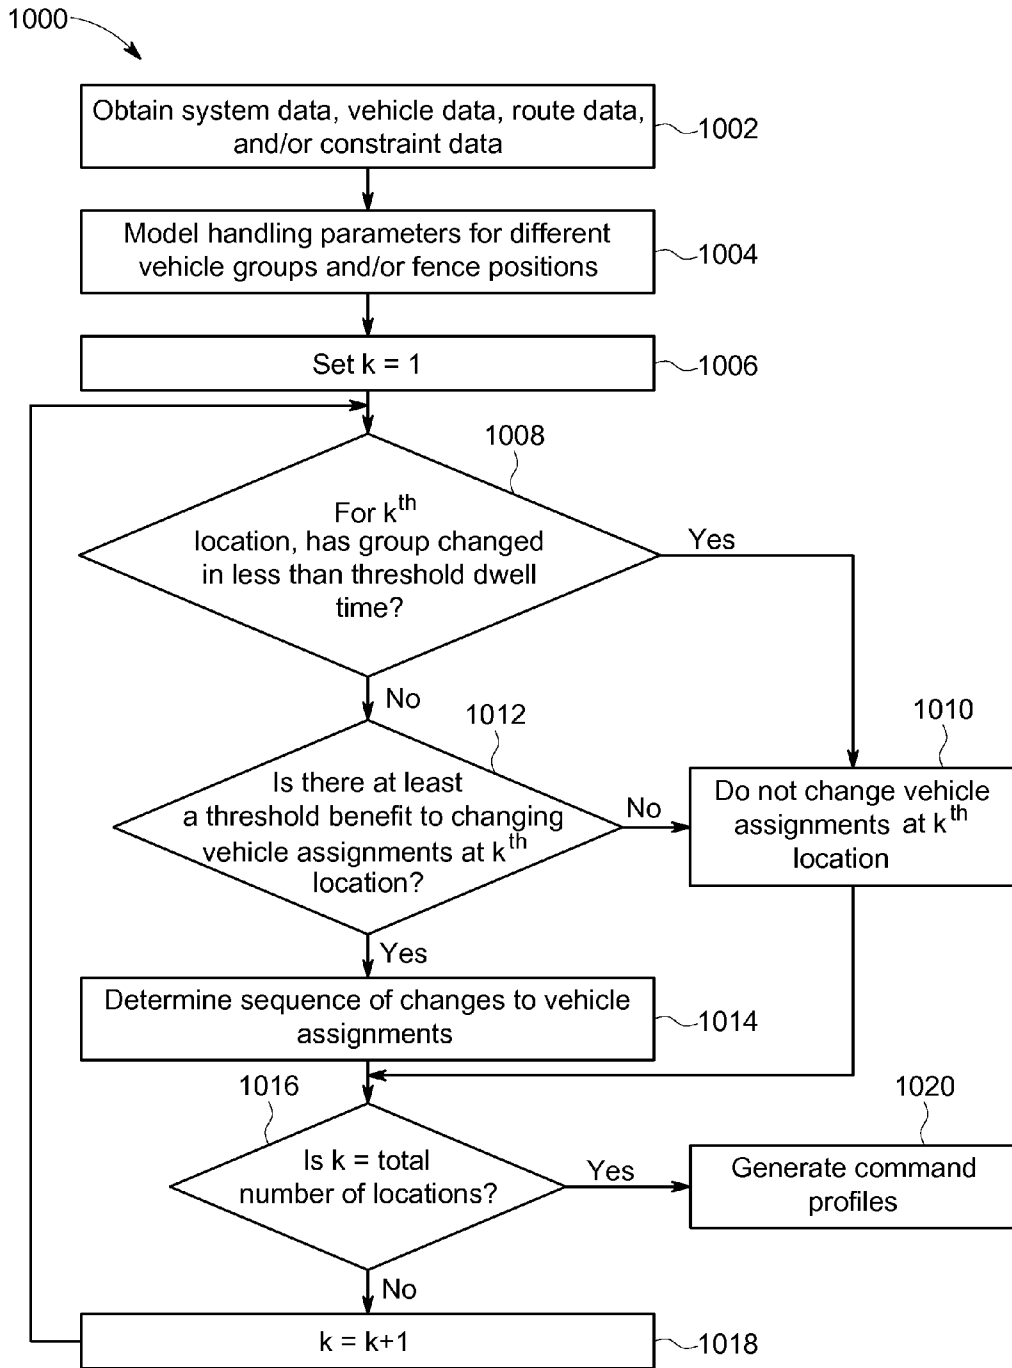 1000
Obtain system data, vehicle data, route data,
and/or constraint data
1002
Model handling parameters for different
vehicle groups and/or fence positions
1004
Set k = 1
1006
1008
For kth
location, has group changed
in less than threshold dwell
time?
Yes
No
1012
Is there at least
a threshold benefit to changing
vehicle assignments at kth
location?
No
1010
Do not change vehicle
assignments at kth
location
Yes
Determine sequence of changes to vehicle
assignments
1014
1016
Is k = total
number of locations?
Yes
1020
Generate command
profiles
No
k = k+1
1018